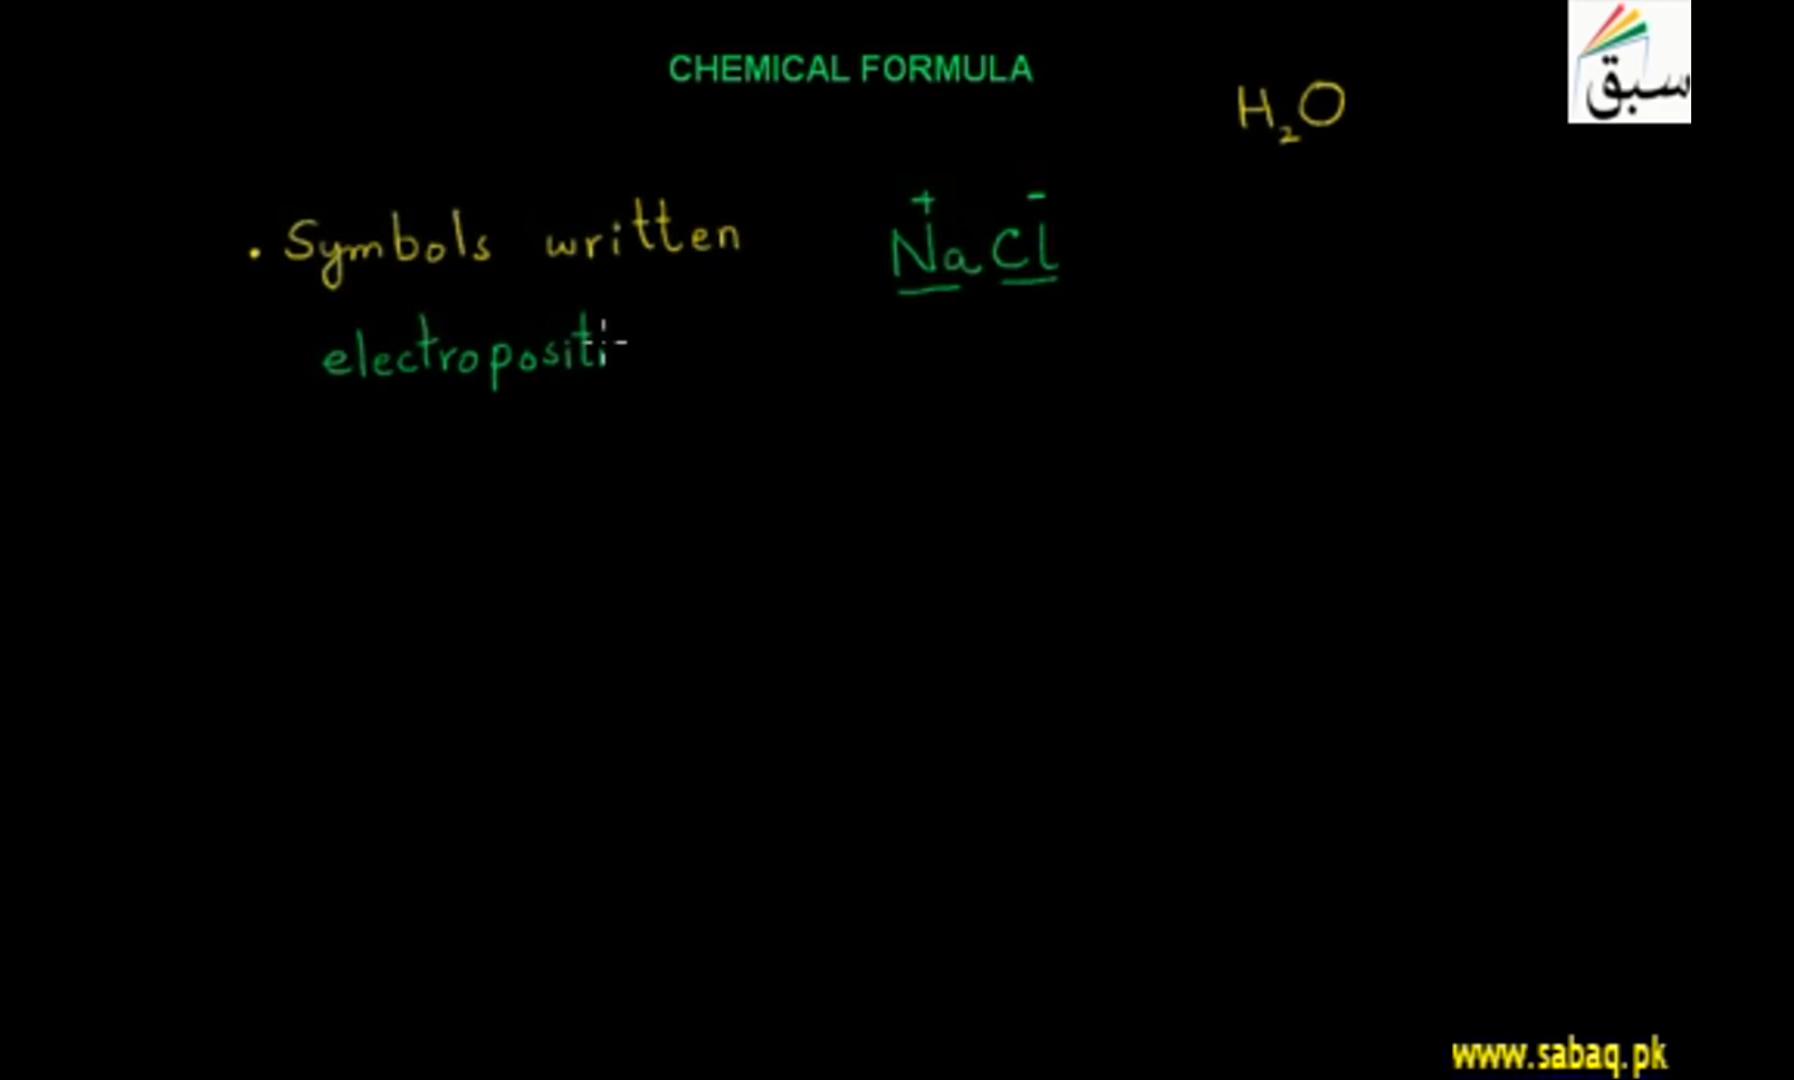 CHEMICAL FORMULA
H₂O
سبق
• Symbols written
+ -
NaCl
electropositi
www.sabaq.pk